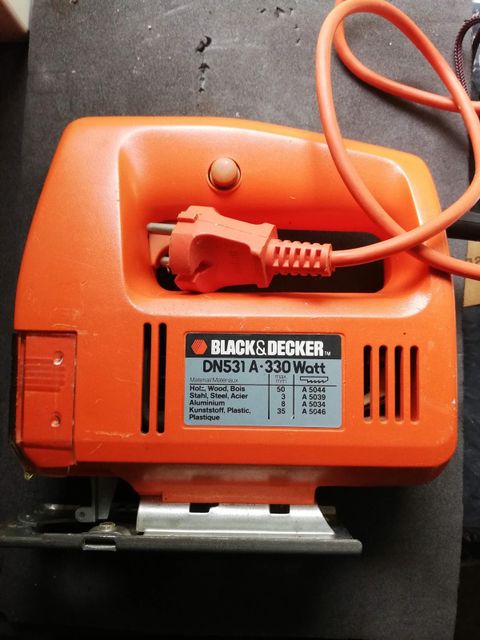 BLACK&DECKER TM
DN531 A·330 Watt
Material/Materiaux max. mm
Holz, Wood, Bois 50 A 5044
Stahl, Steel, Acier 3 A 5039
Aluminium 8 A 5034
Kunststoff, Plastic, 35 A 5046
Plastique